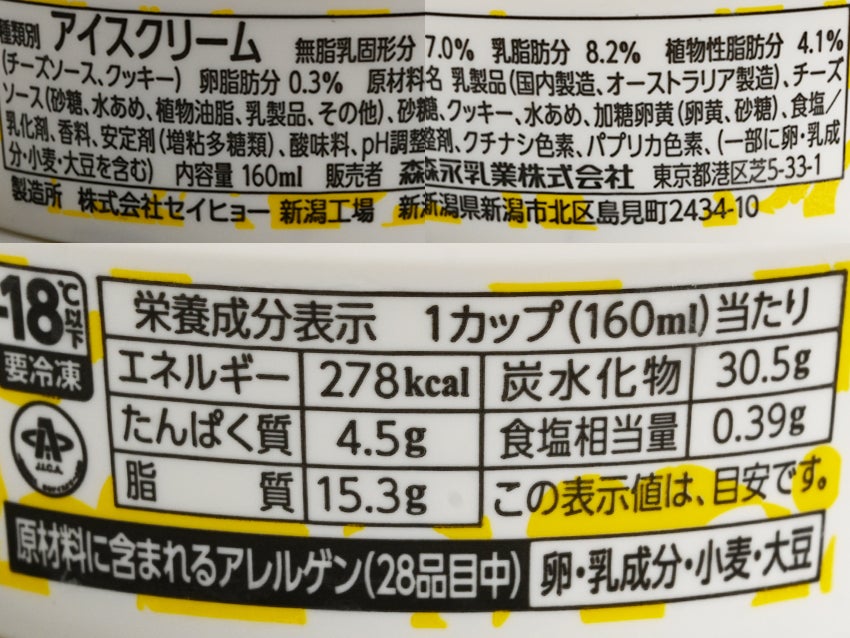 種類別 アイスクリーム 無脂乳固形分 7.0% 乳脂肪分 8.2% 植物性脂肪分 4.1%
(チーズソース、クッキー) 卵脂肪分 0.3% 原材料名 乳製品(国内製造、オーストラリア製造)、チーズ
ソース(砂糖、水あめ、植物油脂、乳製品、その他)、砂糖、クッキー、水あめ、加糖卵黄(卵黄、砂糖)、食塩/
乳化剤、香料、安定剤(増粘多糖類)、酸味料、pH調整剤、クチナシ色素、パプリカ色素、(一部に卵・乳成
分・小麦・大豆を含む) 内容量 160ml 販売者 森永乳業株式会社 東京都港区芝5-33-1
製造所 株式会社セイヒョー 新潟工場 新潟県新潟市北区島見町2434-10
-18℃以下
要冷凍
栄養成分表示 1カップ(160ml)当たり
エネルギー 278kcal 炭水化物 30.5g
たんぱく質 4.5g 食塩相当量 0.39g
脂質 15.3g この表示値は、目安です。
J.I.C.A.
原材料に含まれるアレルゲン(28品目中) 卵・乳成分・小麦・大豆